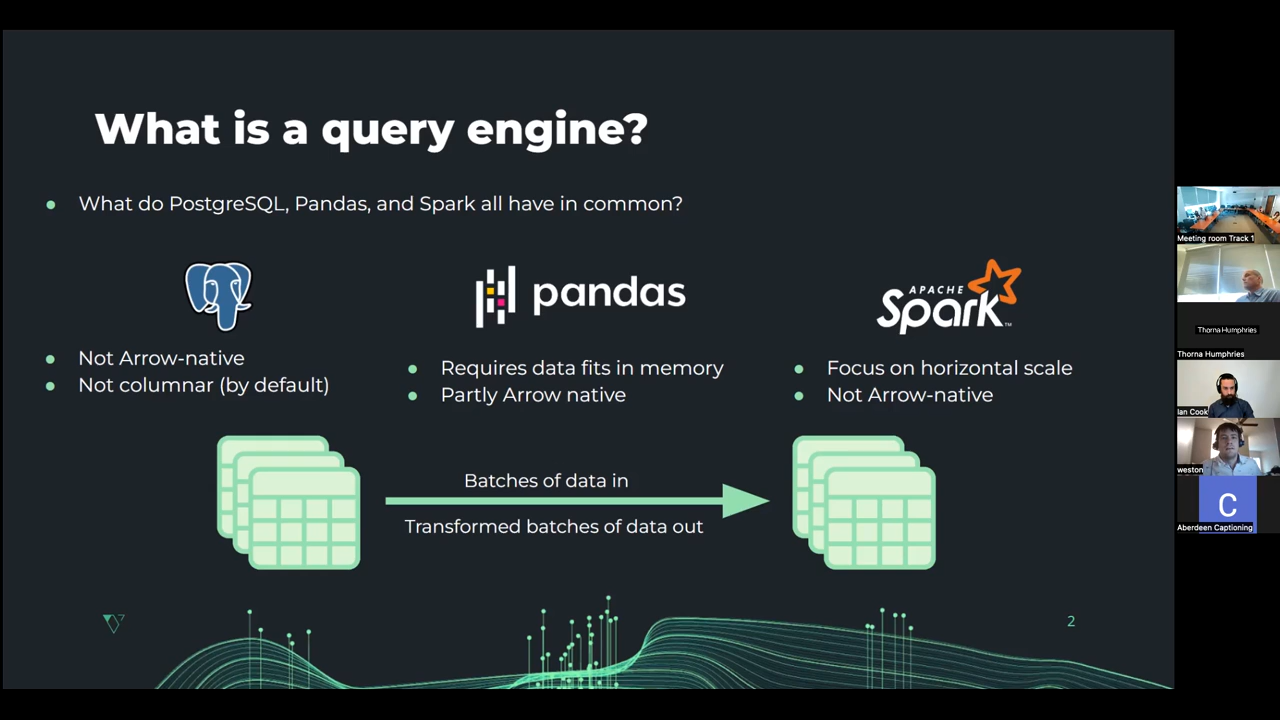 What is a query engine?
What do PostgreSQL, Pandas, and Spark all have in common?
pandas
APACHE
Spark™
Not Arrow-native
Not columnar (by default)
Requires data fits in memory
Partly Arrow native
Focus on horizontal scale
Not Arrow-native
Batches of data in
Transformed batches of data out
2
Meeting room Track 1
Thorna Humphries
Thorna Humphries
Ian Cook
weston
C
Aberdeen Captioning